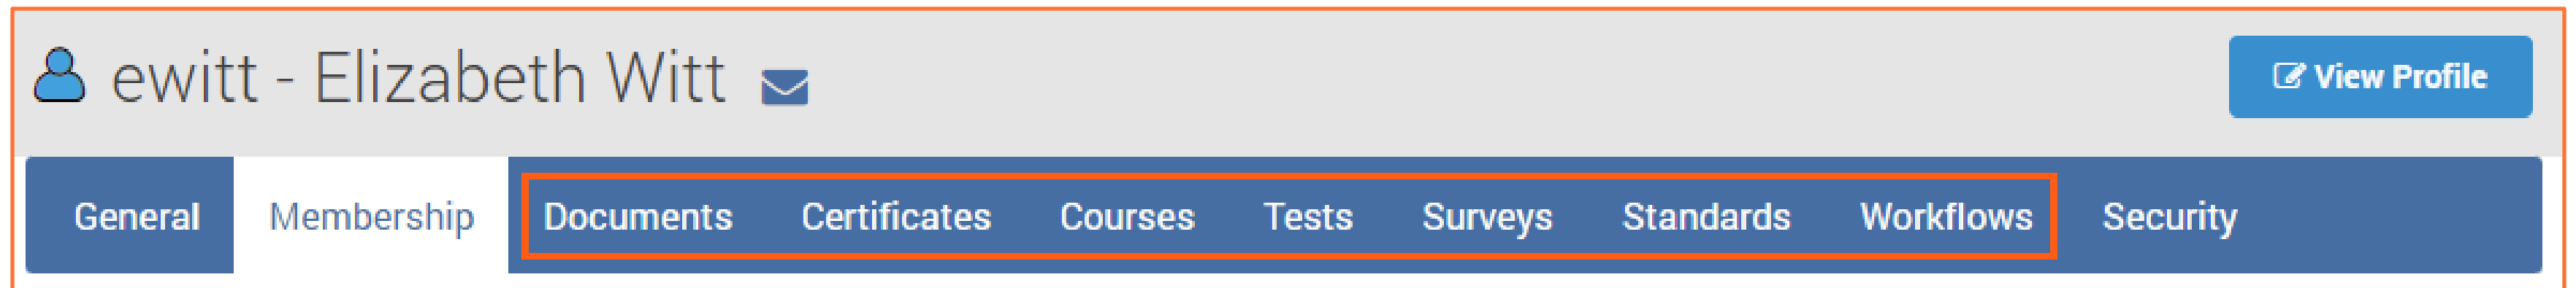 ewitt - Elizabeth Witt
View Profile
General Membership Documents Certificates Courses Tests Surveys Standards Workflows Security